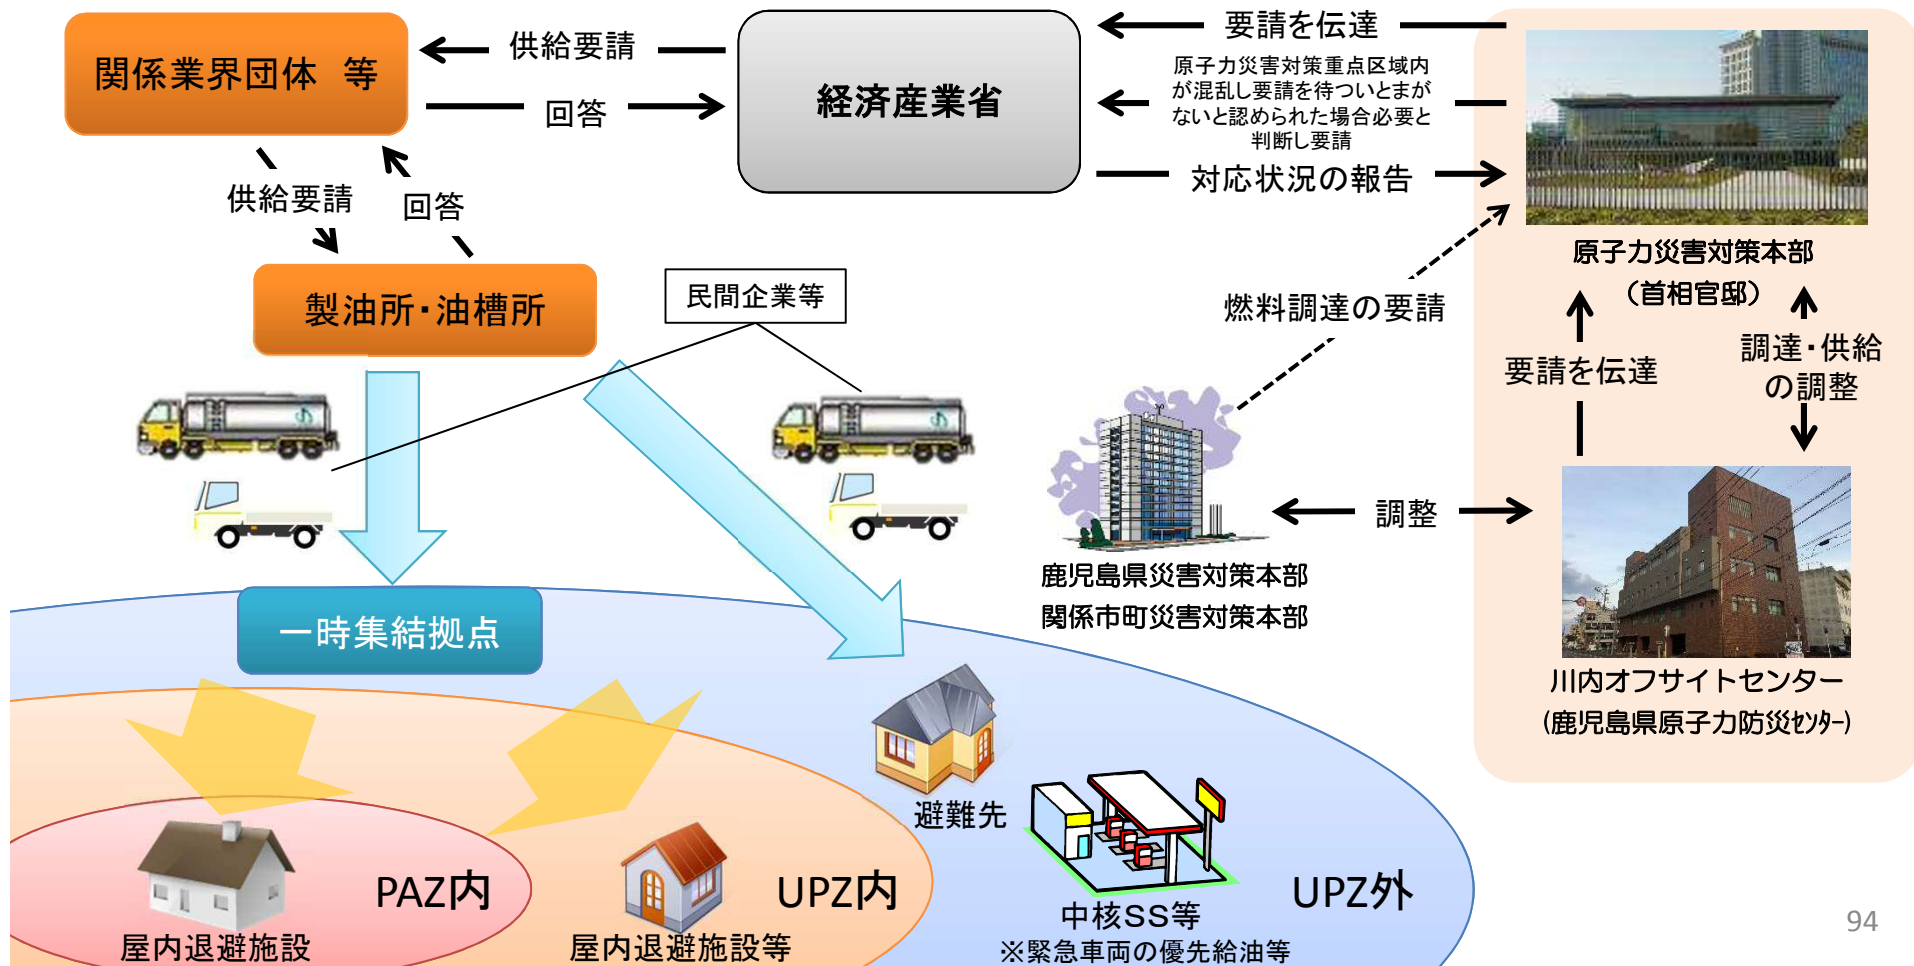 関係業界団体 等
供給要請
回答
経済産業省
要請を伝達
原子力災害対策重点区域内
が混乱し要請を待ついとまが
ないと認められた場合必要と
判断し要請
対応状況の報告
供給要請
回答
製油所・油槽所
民間企業等
燃料調達の要請
原子力災害対策本部
（首相官邸）
要請を伝達
調達・供給
の調整
調整
鹿児島県災害対策本部
関係市町災害対策本部
川内オフサイトセンター
(鹿児島県原子力防災ｾﾝﾀｰ)
一時集結拠点
避難先
PAZ内
UPZ内
UPZ外
屋内退避施設
屋内退避施設等
中核SS等
※緊急車両の優先給油等
94